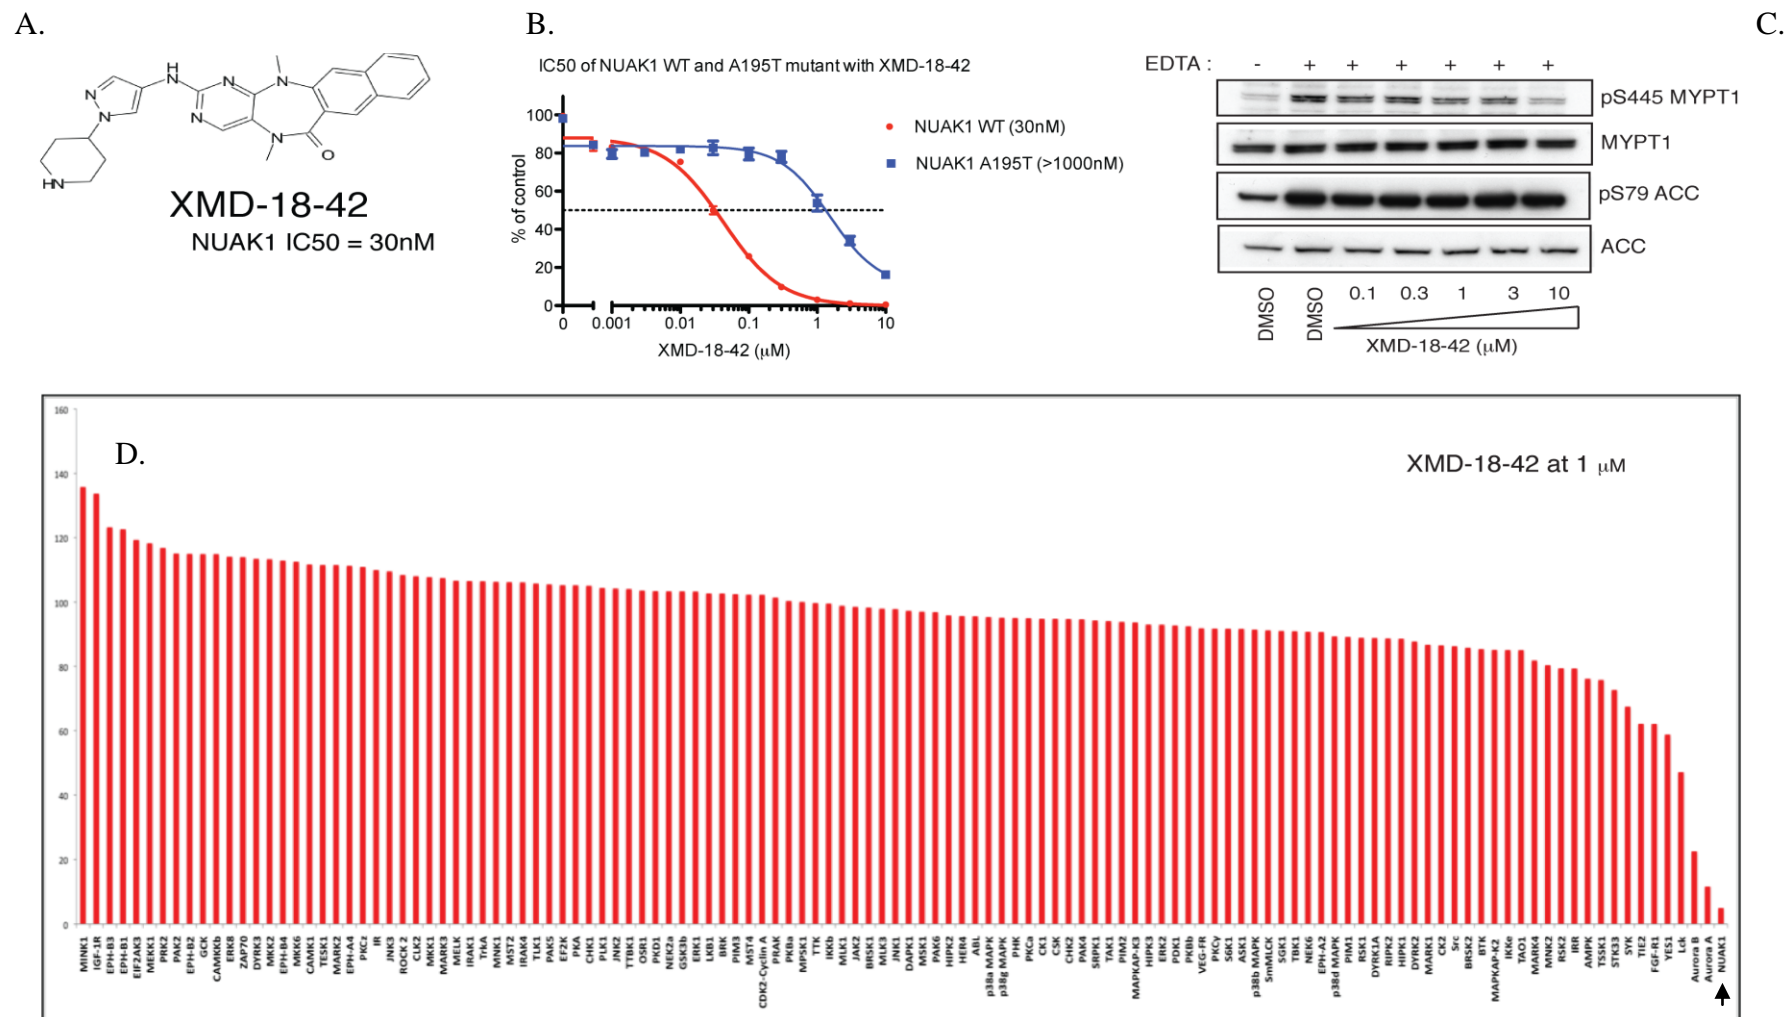 A.
B.
C.
H
N
N
N
N
N
N
N
O
HN
XMD-18-42
NUAK1 IC50 = 30nM
IC50 of NUAK1 WT and A195T mutant with XMD-18-42
% of control
100
80
60
40
20
0
0 0.001 0.01 0.1 1 10
XMD-18-42 (µM)
NUAK1 WT (30nM)
NUAK1 A195T (>1000nM)
EDTA : - + + + + + +
pS445 MYPT1
MYPT1
pS79 ACC
ACC
DMSO DMSO 0.1 0.3 1 3 10
XMD-18-42 (µM)
D.
XMD-18-42 at 1 µM
160
140
120
100
80
60
40
20
0
MINK1
IGF-1R
EPH-B3
EPH-B1
EIF2AK3
MEKK1
PRK2
PAK2
EPH-B2
GCK
CAMKKb
ERK8
ZAP70
DYRK3
MKK2
EPH-B4
MKK6
CAMK1
TESK1
MARK2
EPH-A4
PKCz
IR
JNK3
ROCK 2
CLK2
MKK1
MARK3
MELK
IRAK1
TrkA
MNK1
MST2
IRAK4
TLK1
PAK5
EF2K
PKA
CHK1
PLK1
JNK2
TTBK1
OSR1
PKD1
NEK2a
GSK3b
ERK1
LKB1
BRK
PIM3
MST4
CDK2-Cyclin A
PRAK
PKBa
MPSK1
TTK
IKKb
MLK1
JAK2
BRSK1
MLK3
JNK1
DAPK1
MSK1
PAK6
HIPK2
HER4
ABL
p38a MAPK
p38g MAPK
PHK
PKCa
CK1
CSK
CHK2
PAK4
SRPK1
TAK1
PIM2
MAPKAP-K3
HIPK3
ERK2
PDK1
PKBb
VEG-FR
PKCγ
S6K1
ASK1
p38b MAPK
SmMLCK
SGK1
TBK1
NEK6
EPH-A2
p38d MAPK
PIM1
RSK1
DYRK1A
RIPK2
HIPK1
DYRK2
MARK1
CK2
Src
BRSK2
BTK
MAPKAP-K2
IKKe
TAO1
MARK4
MNK2
RSK2
IRR
AMPK
TSSK1
STK33
SYK
TIE2
FGF-R1
YES1
Lck
Aurora B
Aurora A
NUAK1